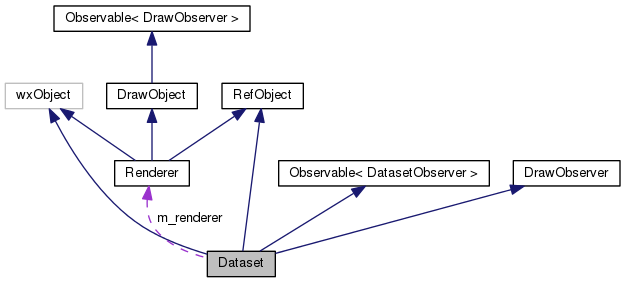 Observable< DrawObserver >
wxObject
DrawObject
RefObject
Renderer
Observable< DatasetObserver >
DrawObserver
m_renderer
Dataset